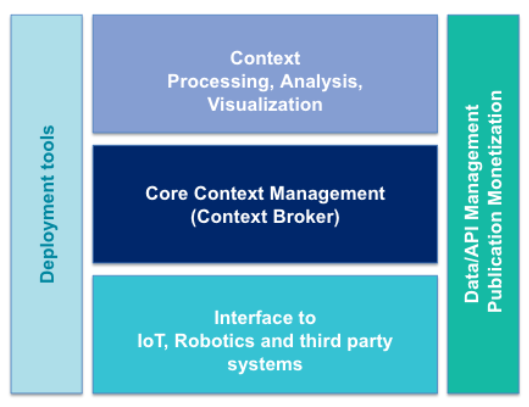 Deployment tools
Context
Processing, Analysis,
Visualization
Core Context Management
(Context Broker)
Interface to
IoT, Robotics and third party
systems
Data/API Management
Publication Monetization